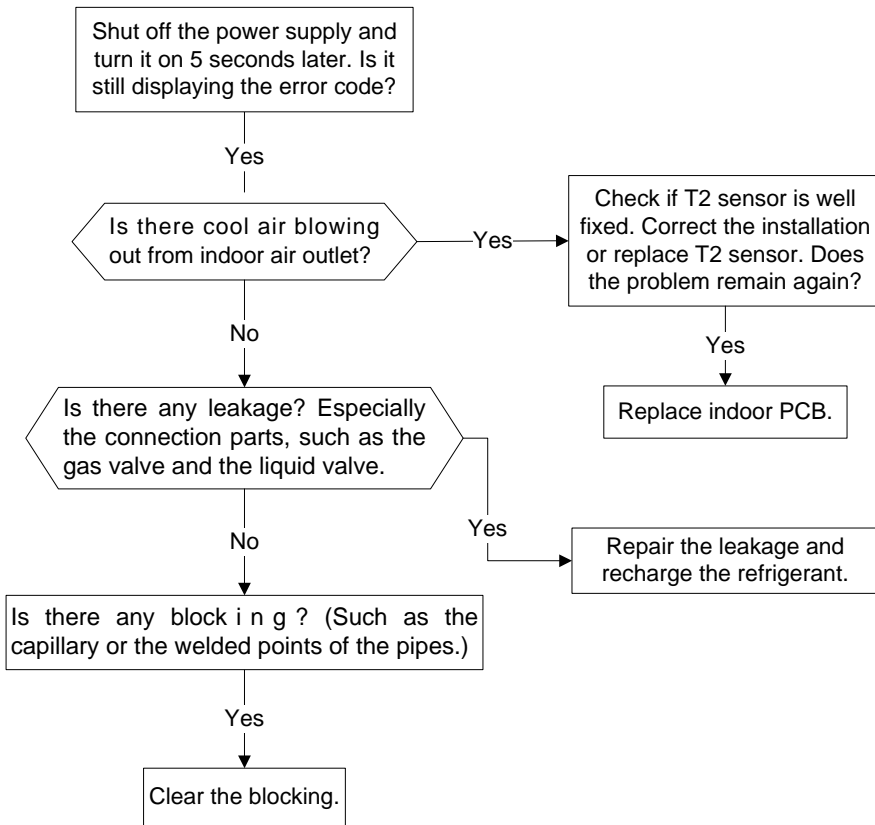 Shut off the power supply and
turn it on 5 seconds later. Is it
still displaying the error code?
Yes
Is there cool air blowing
out from indoor air outlet?
Yes
Check if T2 sensor is well
fixed. Correct the installation
or replace T2 sensor. Does
the problem remain again?
Yes
Replace indoor PCB.
No
Is there any leakage? Especially
the connection parts, such as the
gas valve and the liquid valve.
Yes
Repair the leakage and
recharge the refrigerant.
No
Is there any blocking? (Such as the
capillary or the welded points of the pipes.)
Yes
Clear the blocking.